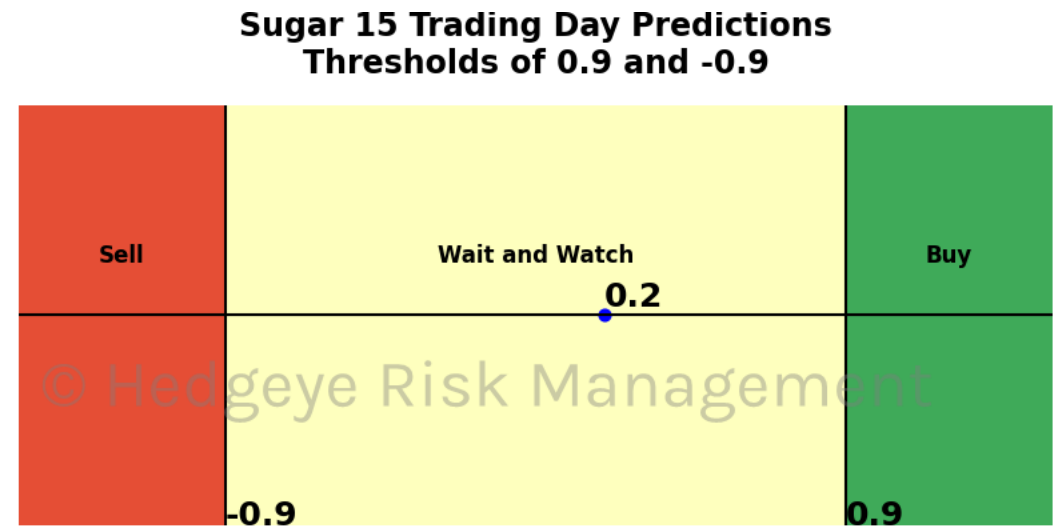 Sugar 15 Trading Day Predictions
Thresholds of 0.9 and -0.9
Sell
Wait and Watch
Buy
0.2
© Hedgeye Risk Management
-0.9
0.9